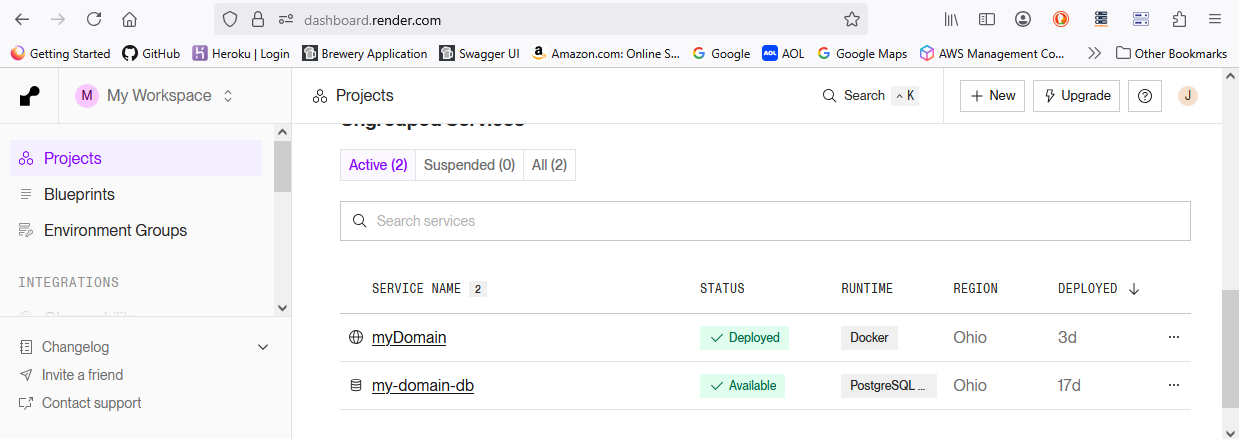 dashboard.render.com
Getting Started GitHub Heroku | Login Brewery Application Swagger UI Amazon.com: Online S... Google AOL Google Maps AWS Management Co... Other Bookmarks
M My Workspace
Projects
Search ^ K
+ New
Upgrade
J
Projects
Blueprints
Environment Groups
INTEGRATIONS
Changelog
Invite a friend
Contact support
Ungrouped Services
Active (2) Suspended (0) All (2)
Search services
SERVICE NAME 2 STATUS RUNTIME REGION DEPLOYED
myDomain Deployed Docker Ohio 3d ...
my-domain-db Available PostgreSQL ... Ohio 17d ...